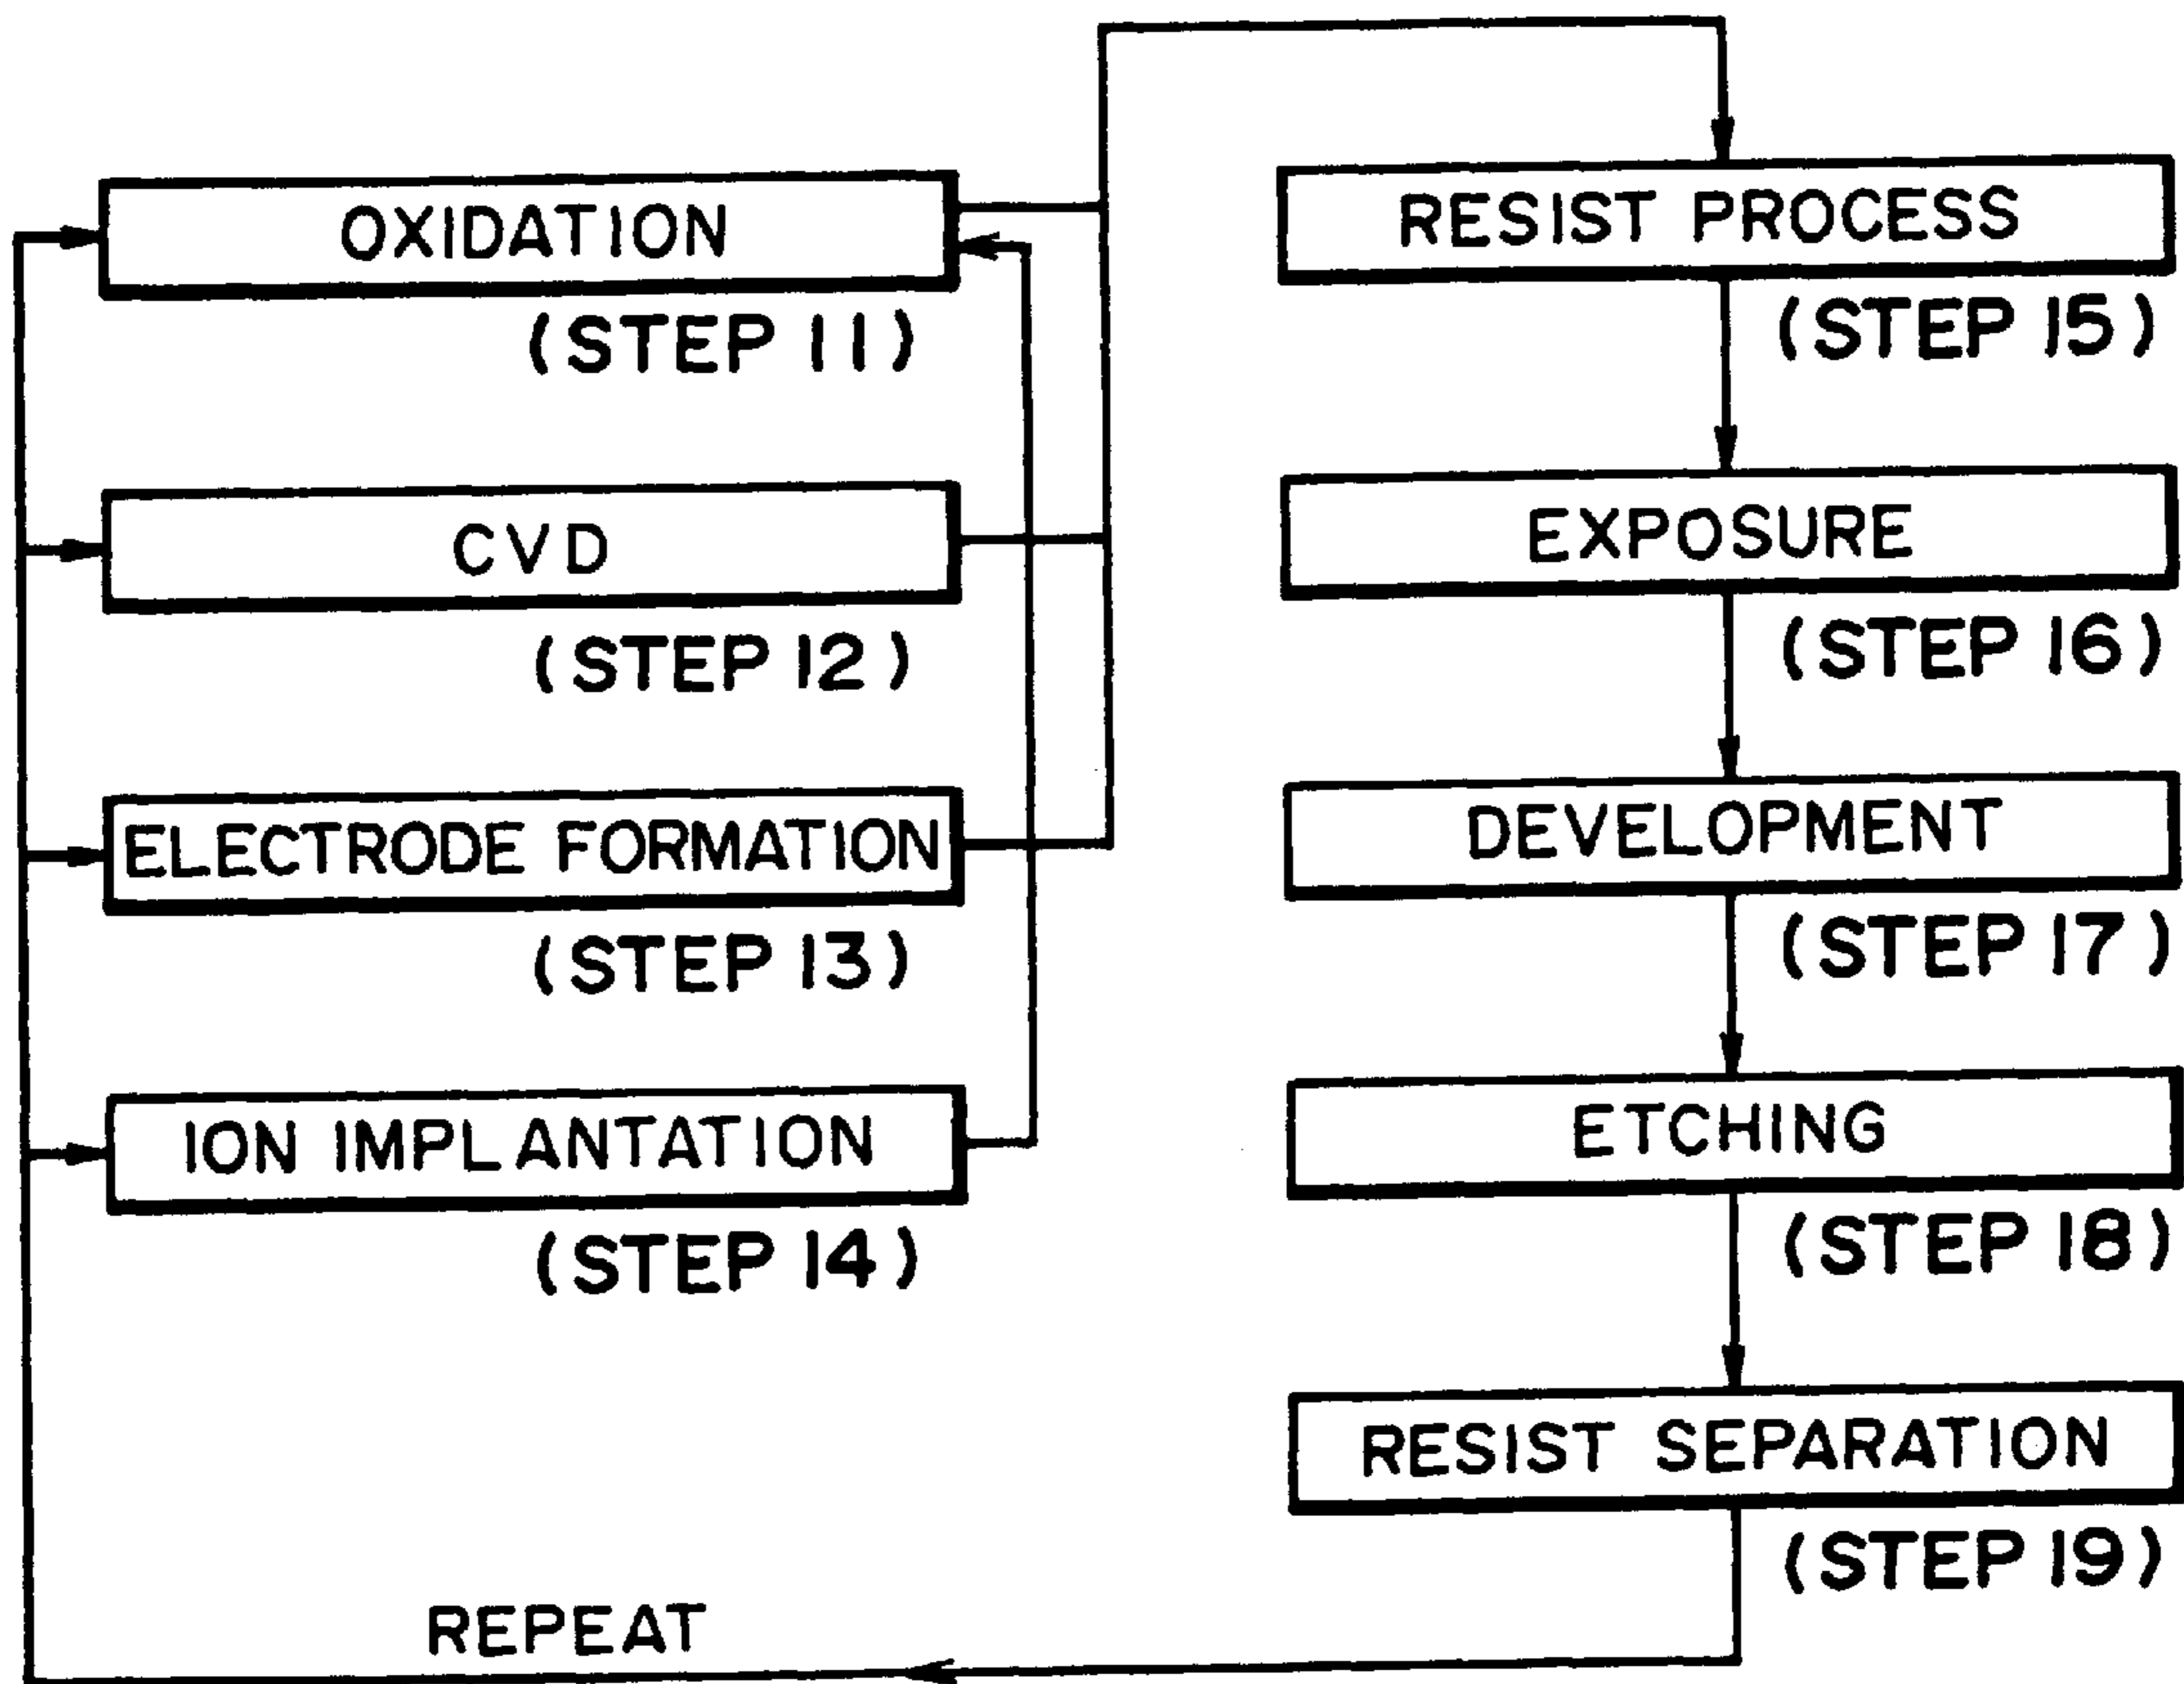 OXIDATION
(STEP 11)
CVD
(STEP 12)
ELECTRODE FORMATION
(STEP 13)
ION IMPLANTATION
(STEP 14)
RESIST PROCESS
(STEP 15)
EXPOSURE
(STEP 16)
DEVELOPMENT
(STEP 17)
ETCHING
(STEP 18)
RESIST SEPARATION
(STEP 19)
REPEAT